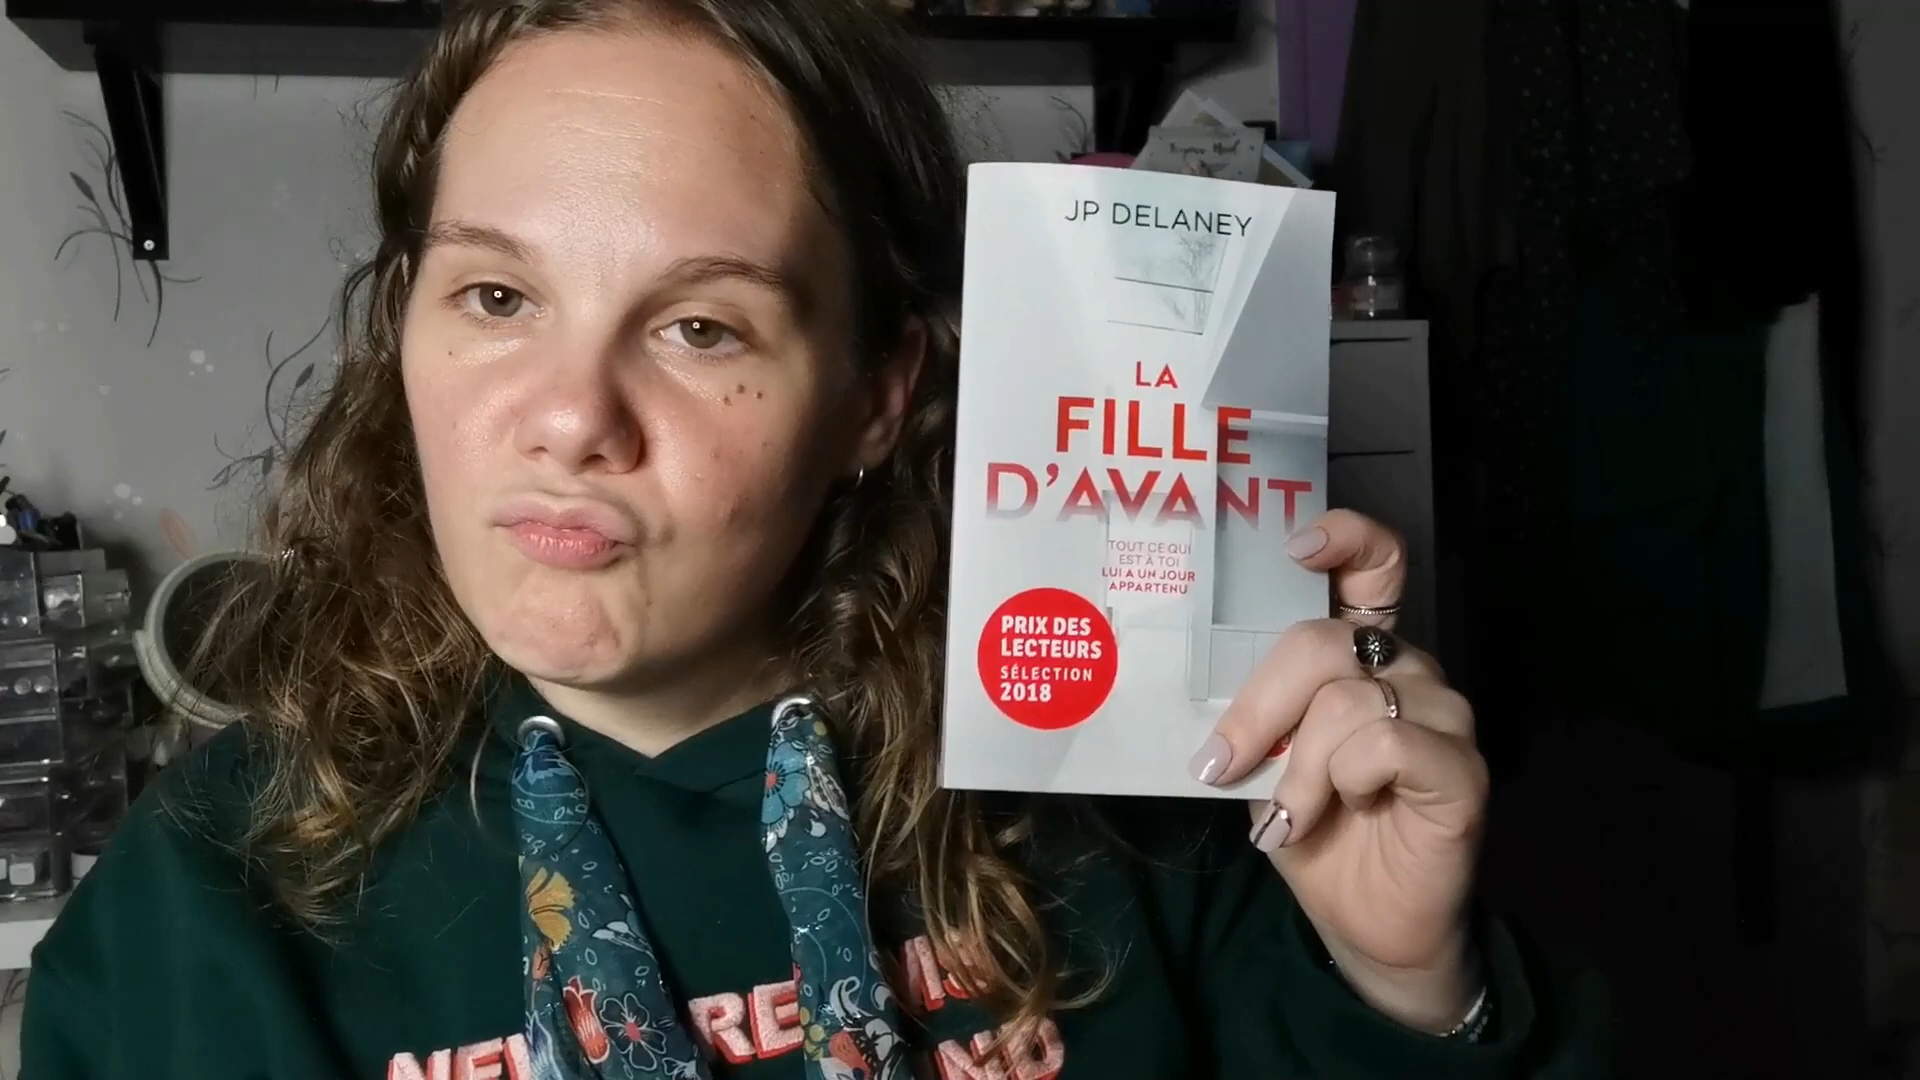 JP DELANEY
LA
FILLE
D'AVANT
TOUT CE QUI
EST À TOI
LUI A UN JOUR
APPARTENU
PRIX DES
LECTEURS
SÉLECTION
2018